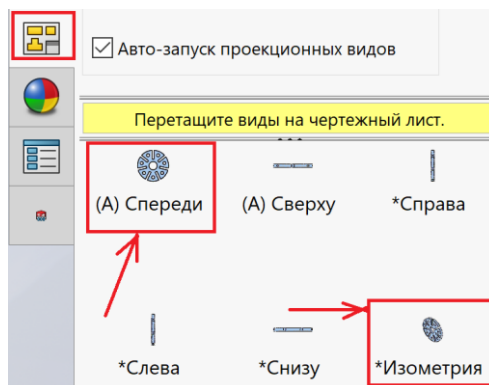 Авто-запуск проекционных видов
Перетащите виды на чертежный лист.
(А) Спереди (А) Сверху *Справа
*Слева *Снизу *Изометрия